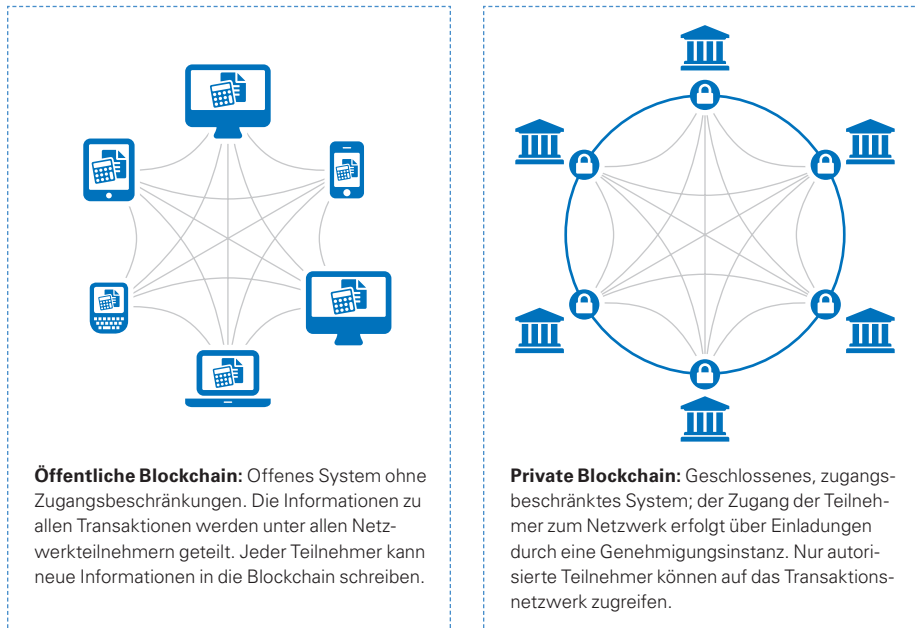 Öffentliche Blockchain: Offenes System ohne
Zugangsbeschränkungen. Die Informationen zu
allen Transaktionen werden unter allen Netz-
werkteilnehmern geteilt. Jeder Teilnehmer kann
neue Informationen in die Blockchain schreiben.
Private Blockchain: Geschlossenes, zugangs-
beschränktes System; der Zugang der Teilneh-
mer zum Netzwerk erfolgt über Einladungen
durch eine Genehmigungsinstanz. Nur autori-
sierte Teilnehmer können auf das Transaktions-
netzwerk zugreifen.